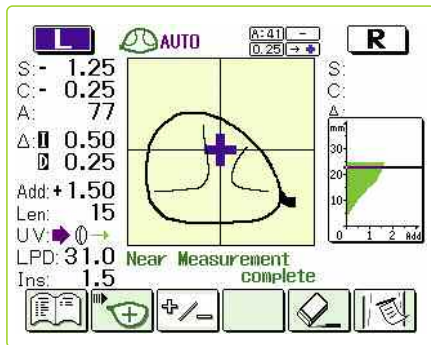 L AUTO A:41 - R
0.25 → +
S:- 1.25 S:
C:- 0.25 C:
A: 77 A:
Δ: I 0.50 mm
D 0.25 30
Add:+ 1.50 20
Len: 15 10
UV: 0 1 2 Add
LPD: 31.0 Near Measurement
Ins: 1.5 complete
+/-